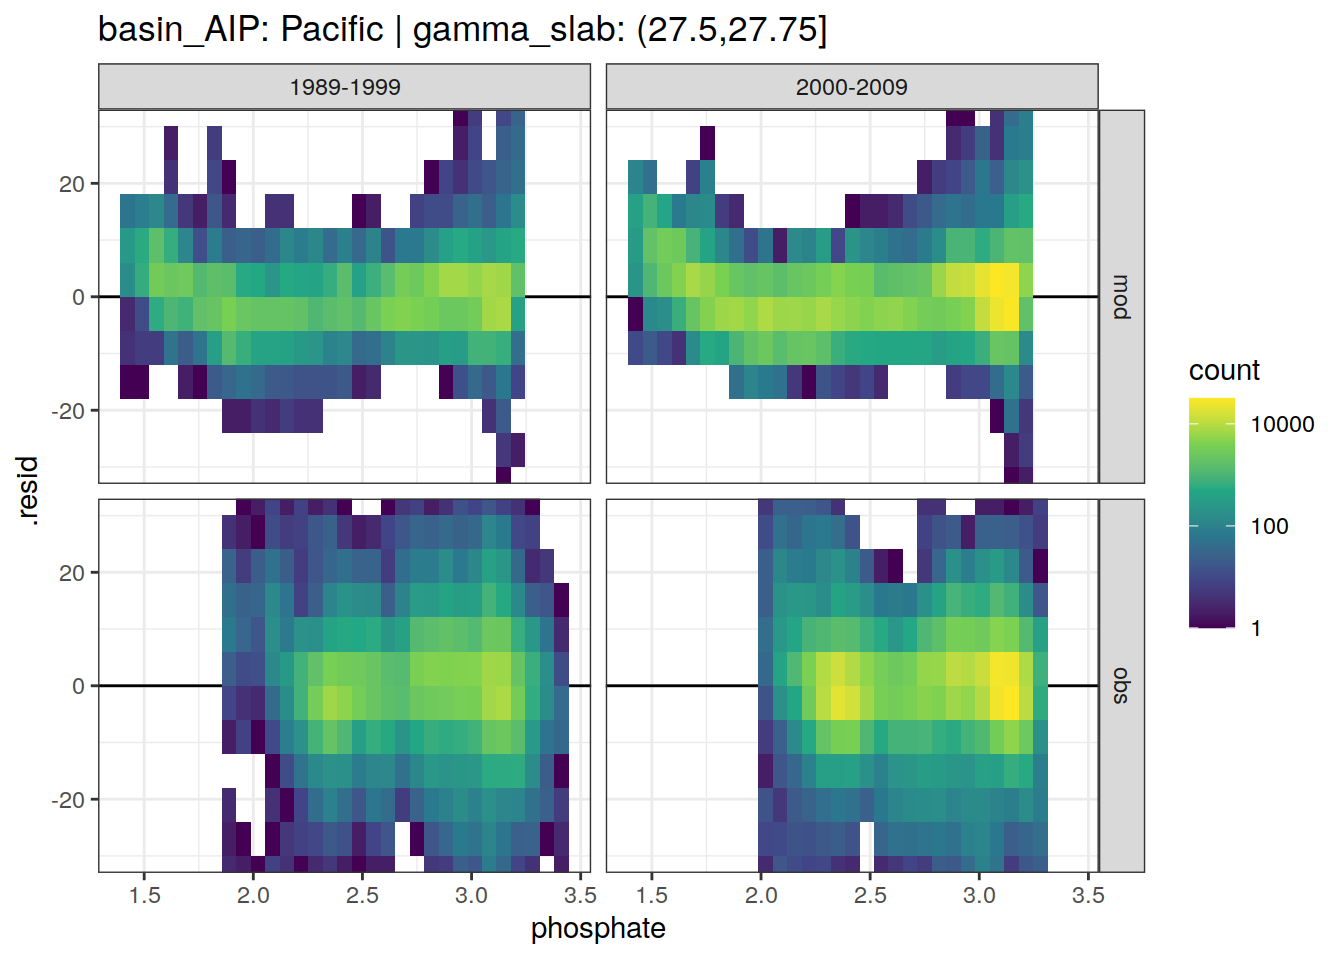 basin_AIP: Pacific | gamma_slab: (27.5,27.75]
1989-1999
2000-2009
20
0
-20
mod
20
0
-20
obs
.resid
1.5 2.0 2.5 3.0 3.5
1.5 2.0 2.5 3.0 3.5
phosphate
count
10000
100
1